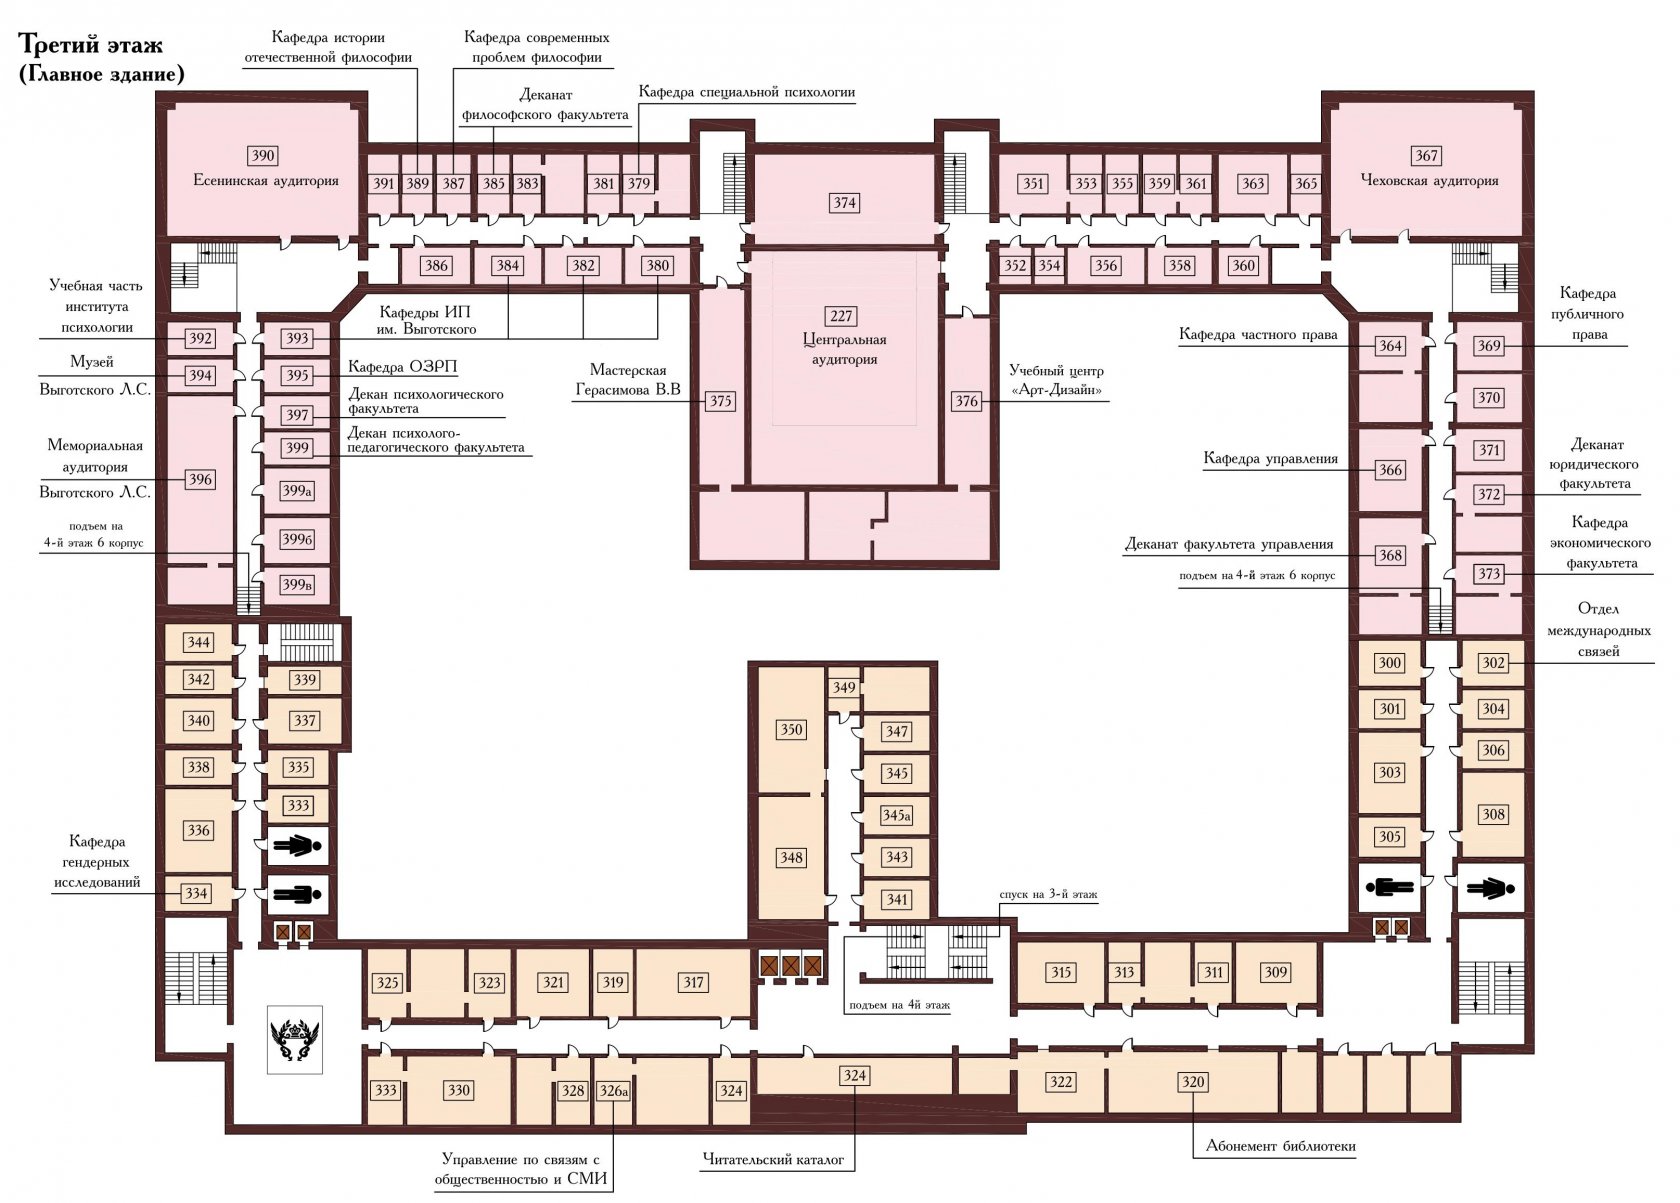 Третий этаж
(Главное здание)
Кафедра истории
отечественной философии
Кафедра современных
проблем философии
Деканат
философского факультета
Кафедра специальной психологии
390
Есенинская аудитория
391
389
387
385
383
381
379
374
351
353
355
359
361
363
365
367
Чеховская аудитория
386
384
382
380
352
354
356
358
360
Учебная часть
института
психологии
Музей
Выготского Л.С.
Мемориальная
аудитория
Выготского Л.С.
подъем на
4-й этаж 6 корпус
392
394
396
393
395
397
399
399а
399б
399в
Кафедры ИП
им. Выготского
Кафедра ОЗРП
Декан психологического
факультета
Декан психолого-
педагогического факультета
Мастерская
Герасимова В.В
375
227
Центральная
аудитория
376
Учебный центр
«Арт-Дизайн»
Кафедра частного права
Кафедра управления
Деканат факультета управления
подъем на 4-й этаж 6 корпус
364
366
368
369
370
371
372
373
Кафедра
публичного
права
Деканат
юридического
факультета
Кафедра
экономического
факультета
Отдел
международных
связей
344
342
340
338
336
334
339
337
335
333
Кафедра
гендерных
исследований
350
348
349
347
345
345а
343
341
спуск на 3-й этаж
подъем на 4й этаж
300
301
303
305
302
304
306
308
325
323
321
319
317
315
313
311
309
333
330
328
326а
324
324
322
320
Управление по связям с
общественностью и СМИ
Читательский каталог
Абонемент библиотеки